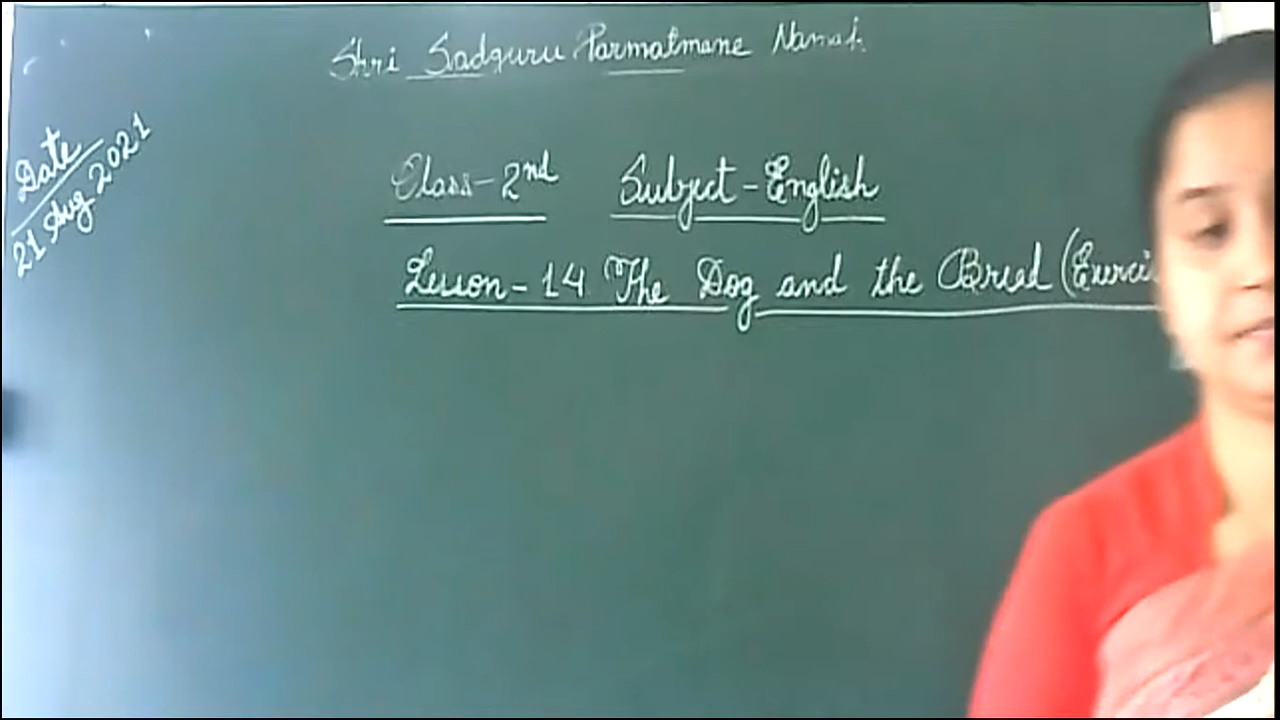 Shri Sadguru Parmatmane Namah
Date
21 Aug 2021
Class-2nd Subject-English
Lesson-14 The Dog and the Bread (Exerci